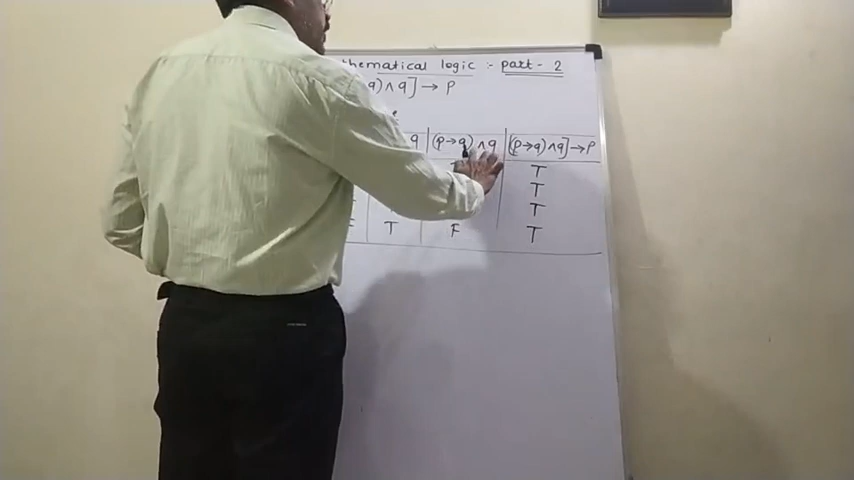 thematical logic :- part - 2
q) ∧ q] → P
q (p→q) ∧ q [(p→q) ∧ q] → P
T
T
T
F T F T